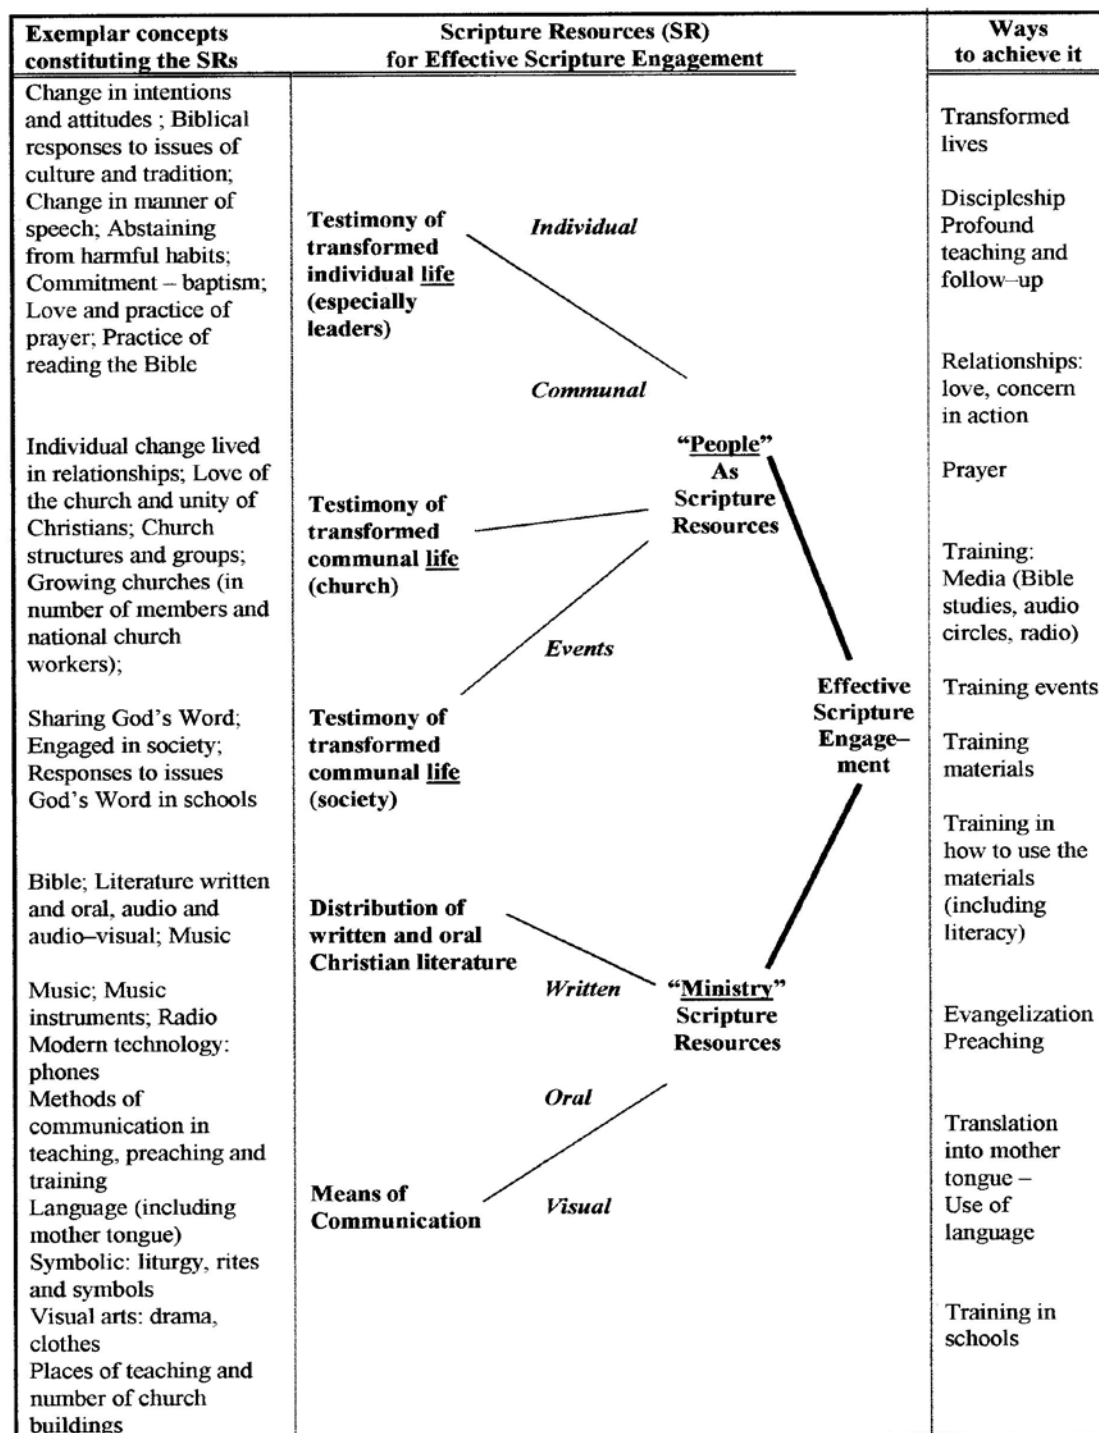 Exemplar concepts
constituting the SRs
Change in intentions
and attitudes ; Biblical
responses to issues of
culture and tradition;
Change in manner of
speech; Abstaining
from harmful habits;
Commitment – baptism;
Love and practice of
prayer; Practice of
reading the Bible
Individual change lived
in relationships; Love of
the church and unity of
Christians; Church
structures and groups;
Growing churches (in
number of members and
national church
workers);
Sharing God's Word;
Engaged in society;
Responses to issues
God's Word in schools
Bible; Literature written
and oral, audio and
audio–visual; Music
Music; Music
instruments; Radio
Modern technology:
phones
Methods of
communication in
teaching, preaching and
training
Language (including
mother tongue)
Symbolic: liturgy, rites
and symbols
Visual arts: drama,
clothes
Places of teaching and
number of church
buildings
Scripture Resources (SR)
for Effective Scripture Engagement
Testimony of
transformed
individual life
(especially
leaders)
Individual
Communal
Testimony of
transformed
communal life
(church)
Events
Testimony of
transformed
communal life
(society)
"People"
As
Scripture
Resources
Effective
Scripture
Engage–
ment
Distribution of
written and oral
Christian literature
Written
"Ministry"
Scripture
Resources
Oral
Means of
Communication
Visual
Ways
to achieve it
Transformed
lives
Discipleship
Profound
teaching and
follow–up
Relationships:
love, concern
in action
Prayer
Training:
Media (Bible
studies, audio
circles, radio)
Training events
Training
materials
Training in
how to use the
materials
(including
literacy)
Evangelization
Preaching
Translation
into mother
tongue –
Use of
language
Training in
schools